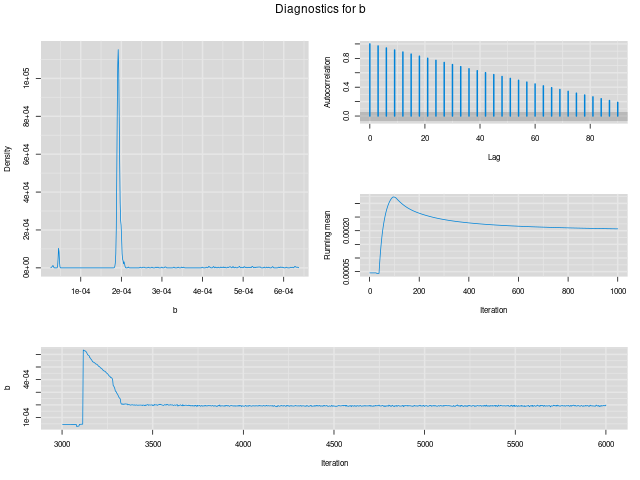 Diagnostics for b
Density
0e+00 2e+04 4e+04 6e+04 8e+04 1e+05
1e-04 2e-04 3e-04 4e-04 5e-04 6e-04
b
Autocorrelation
0.0 0.4 0.8
0 20 40 60 80
Lag
Running mean
0.00005 0.00020
0 200 400 600 800 1000
Iteration
b
1e-04 4e-04
3000 3500 4000 4500 5000 5500 6000
Iteration